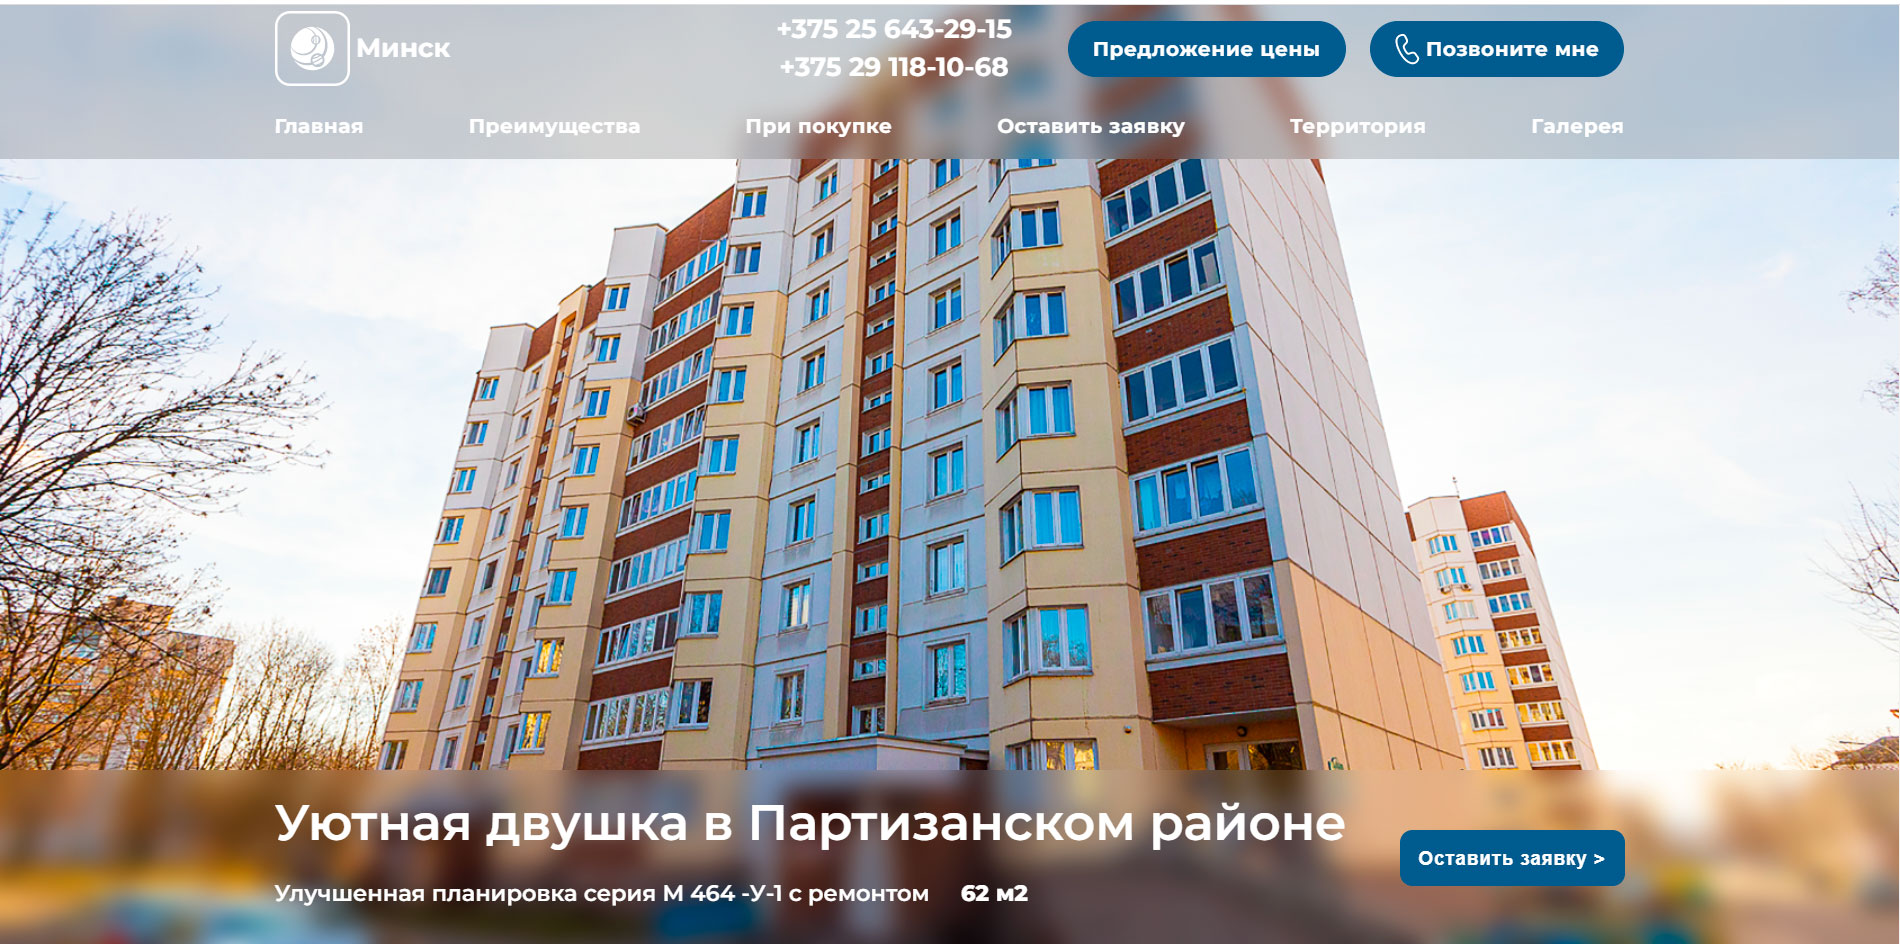 Минск
+375 25 643-29-15
+375 29 118-10-68
Предложение цены
Позвоните мне
Главная Преимущества При покупке Оставить заявку Территория Галерея
Уютная двушка в Партизанском районе
Оставить заявку >
Улучшенная планировка серия М 464 -У-1 с ремонтом 62 м2